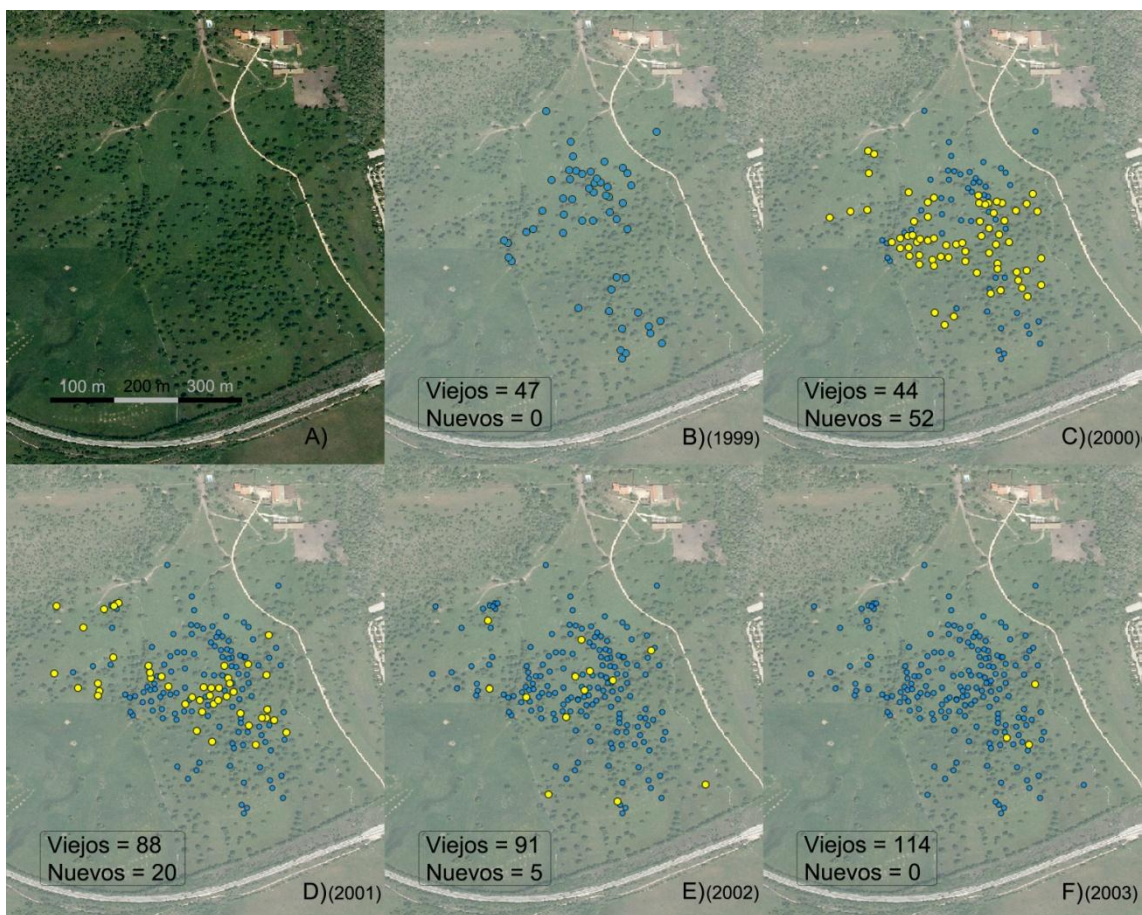 100 m 200 m 300 m
A)
Viejos = 47
Nuevos = 0
B)(1999)
Viejos = 44
Nuevos = 52
C)(2000)
Viejos = 88
Nuevos = 20
D)(2001)
Viejos = 91
Nuevos = 5
E)(2002)
Viejos = 114
Nuevos = 0
F)(2003)